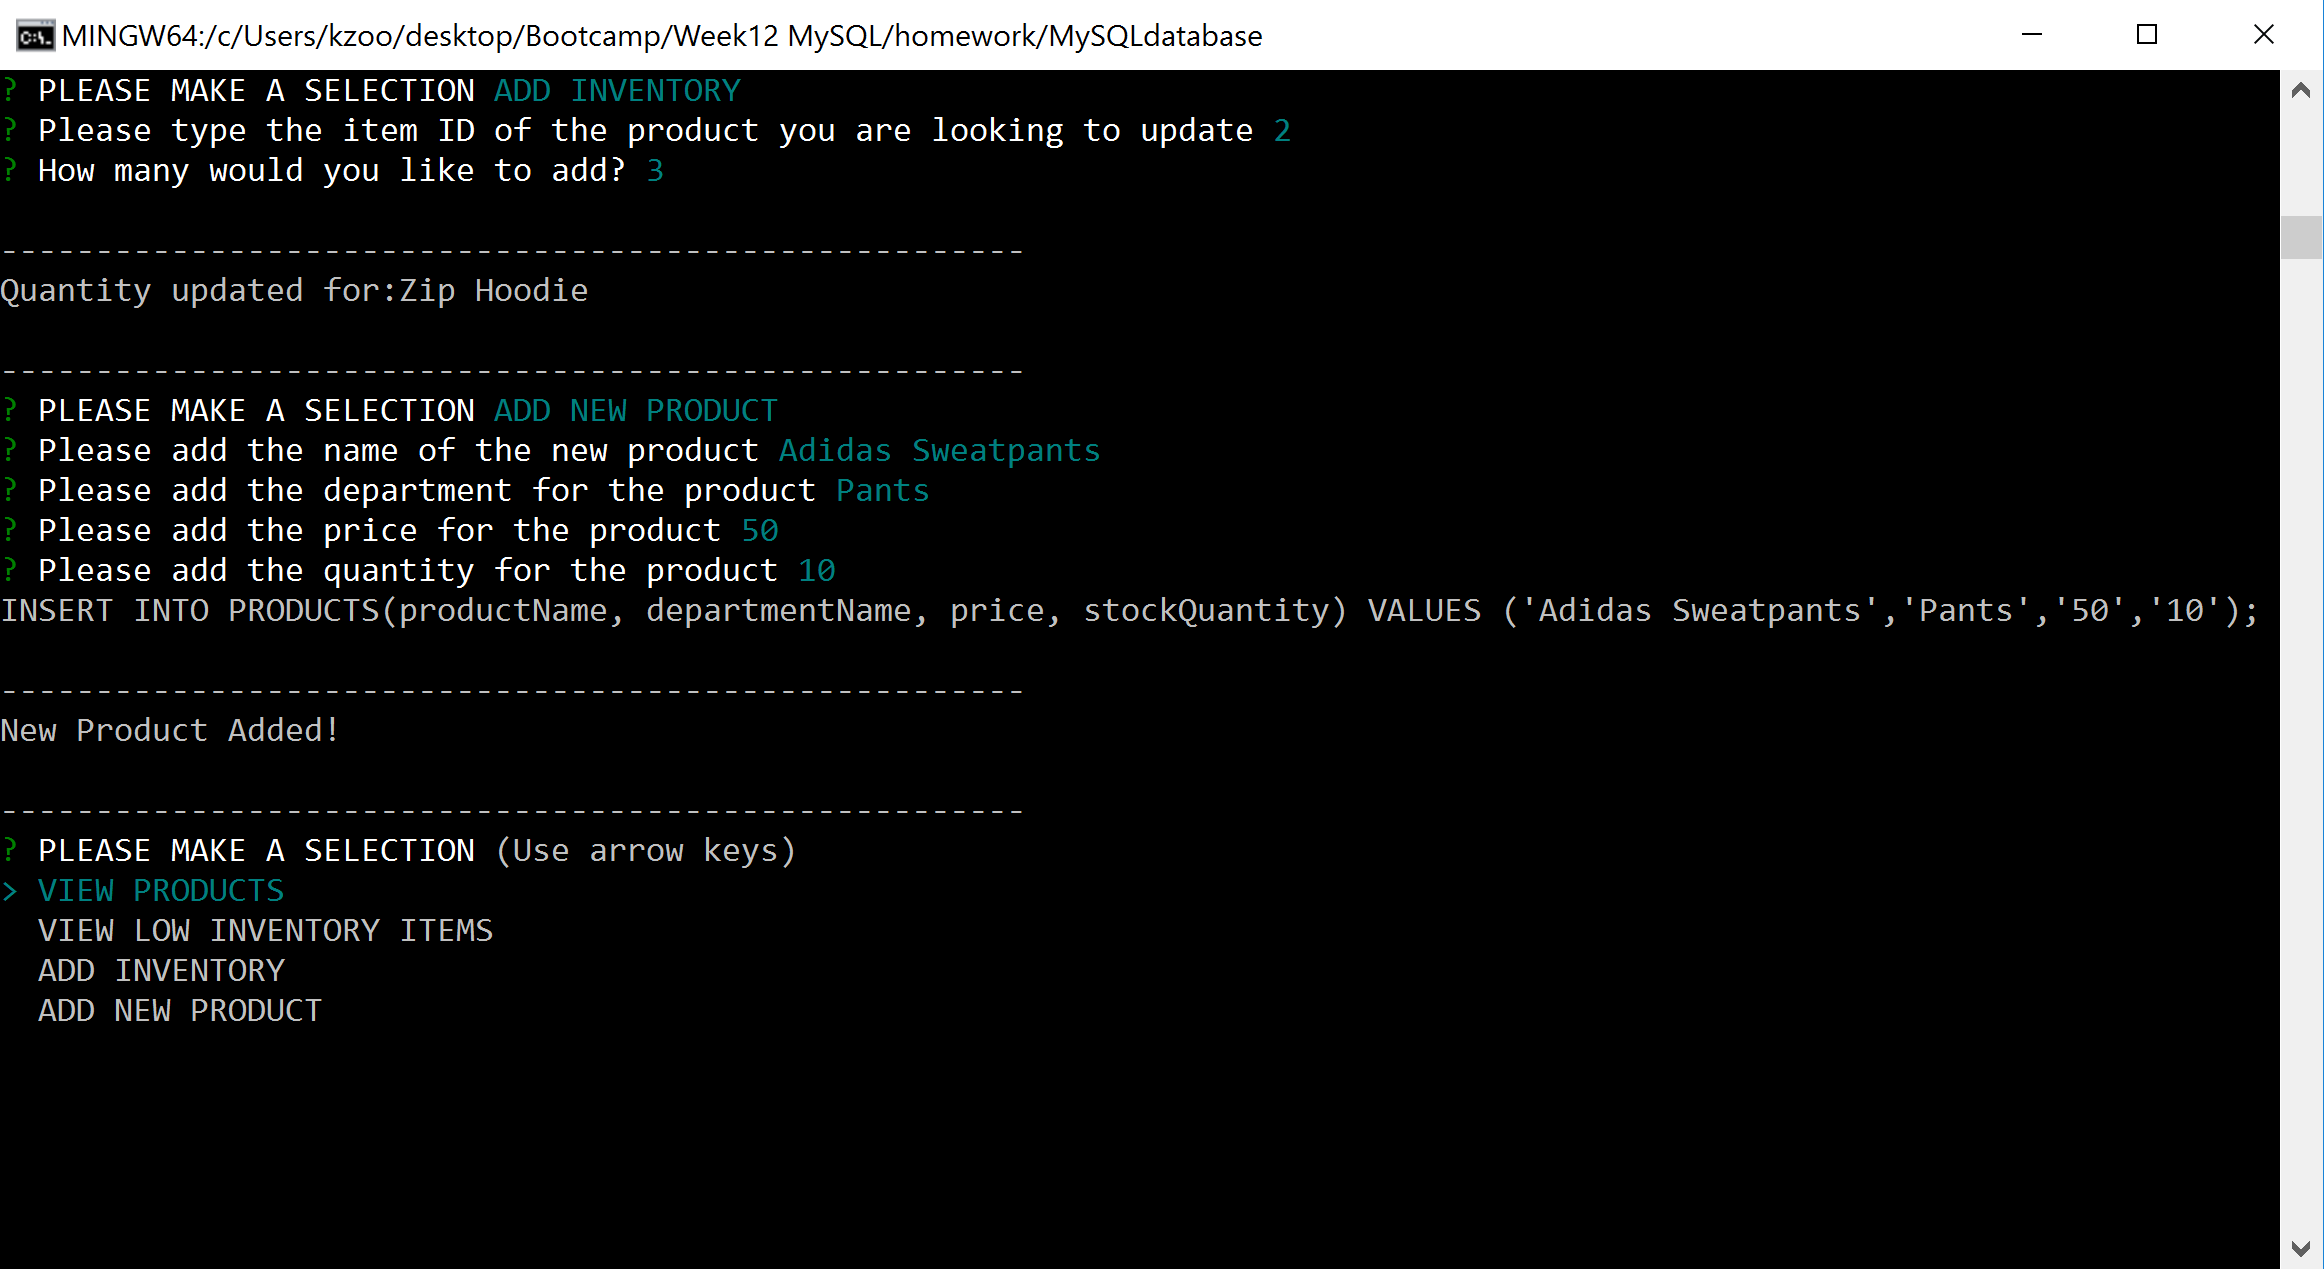 MINGW64:/c/Users/kzoo/desktop/Bootcamp/Week12 MySQL/homework/MySQLdatabase
? PLEASE MAKE A SELECTION ADD INVENTORY
? Please type the item ID of the product you are looking to update 2
? How many would you like to add? 3
------------------------------------------------------
Quantity updated for:Zip Hoodie
------------------------------------------------------
? PLEASE MAKE A SELECTION ADD NEW PRODUCT
? Please add the name of the new product Adidas Sweatpants
? Please add the department for the product Pants
? Please add the price for the product 50
? Please add the quantity for the product 10
INSERT INTO PRODUCTS(productName, departmentName, price, stockQuantity) VALUES ('Adidas Sweatpants','Pants','50','10');
------------------------------------------------------
New Product Added!
------------------------------------------------------
? PLEASE MAKE A SELECTION (Use arrow keys)
> VIEW PRODUCTS
VIEW LOW INVENTORY ITEMS
ADD INVENTORY
ADD NEW PRODUCT